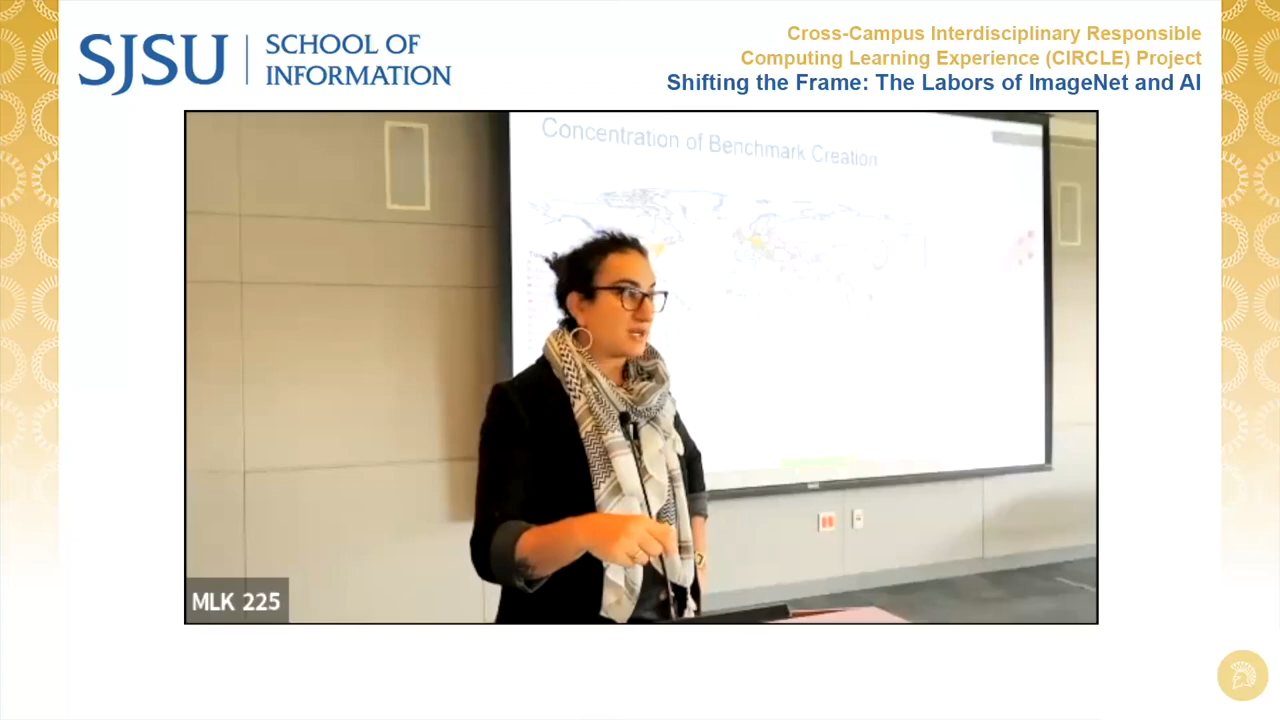 SJSU
SCHOOL OF
INFORMATION
Cross-Campus Interdisciplinary Responsible
Computing Learning Experience (CIRCLE) Project
Shifting the Frame: The Labors of ImageNet and AI
Concentration of Benchmark Creation
MLK 225